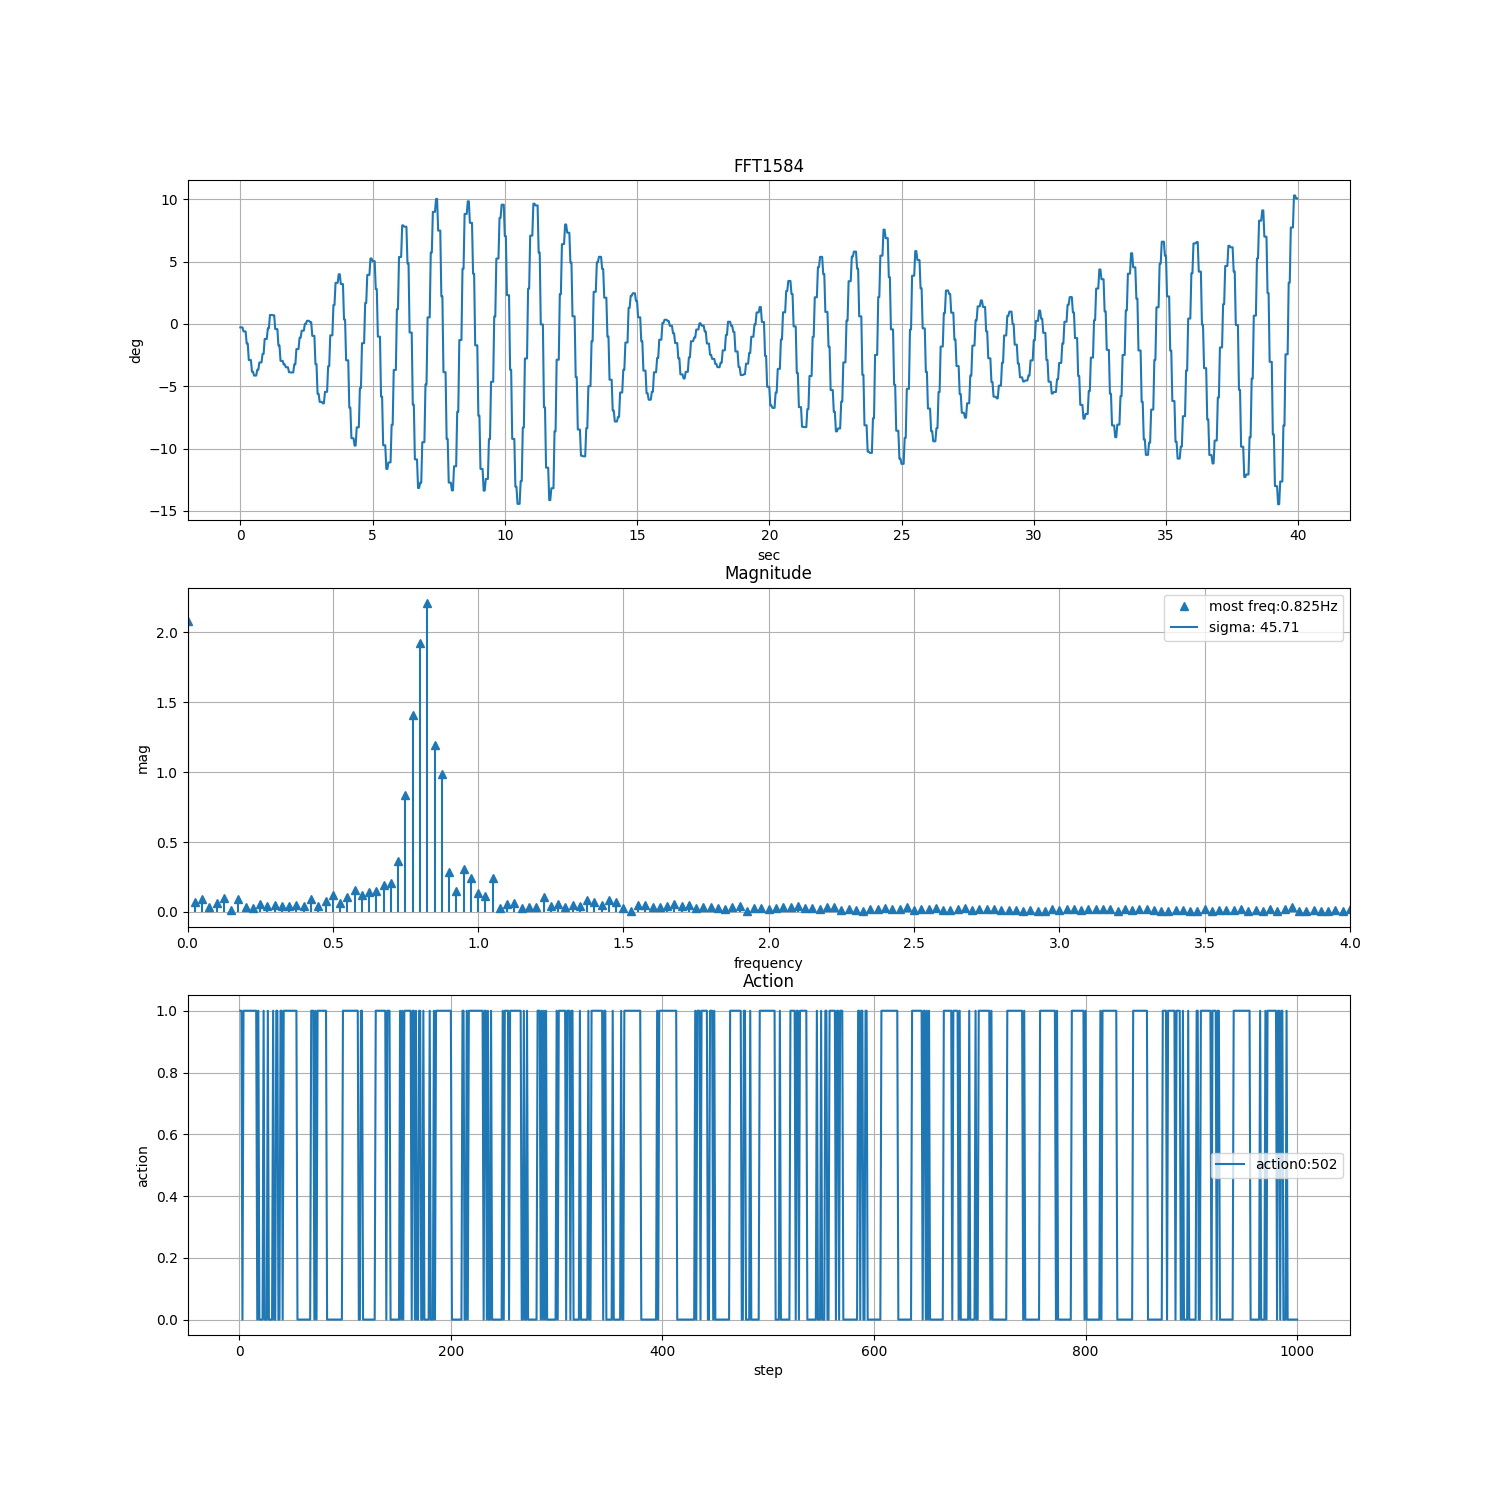 FFT1584
10
5
0
−5
−10
−15
deg
0 5 10 15 20 25 30 35 40
sec
Magnitude
2.0
1.5
1.0
0.5
0.0
mag
most freq:0.825Hz
sigma: 45.71
0.0 0.5 1.0 1.5 2.0 2.5 3.0 3.5 4.0
frequency
Action
1.0
0.8
0.6
0.4
0.2
0.0
action
action0:502
0 200 400 600 800 1000
step